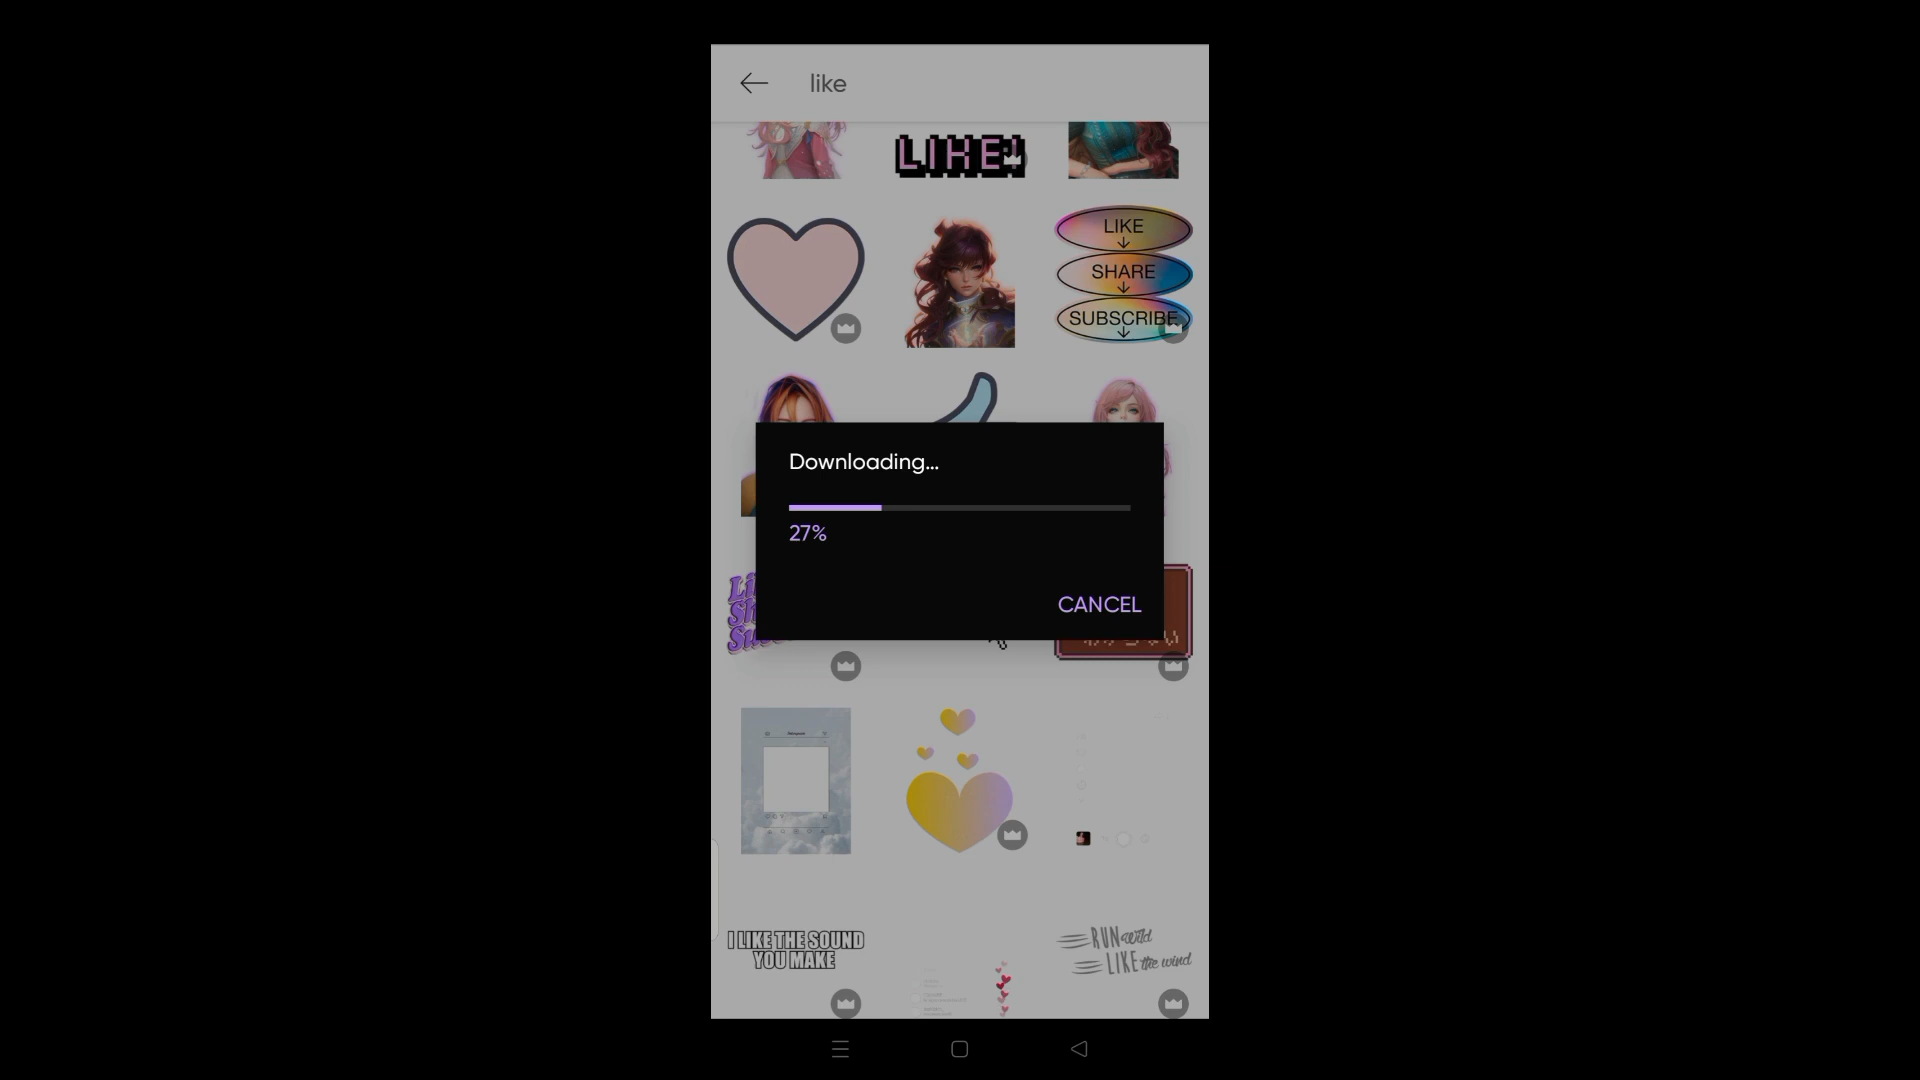 like
LIKE!
LIKE
SHARE
SUBSCRIBE
Downloading...
27%
CANCEL
I LIKE THE SOUND
YOU MAKE
RUN wild
LIKE the wind